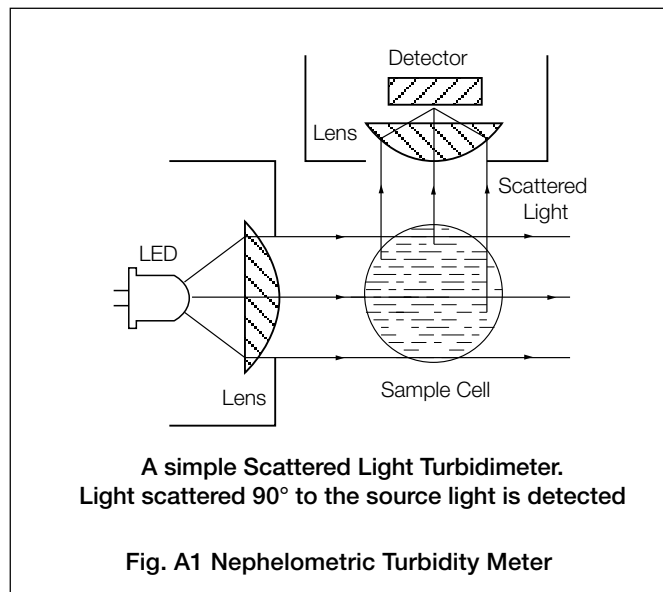 Detector
Lens
Scattered
Light
LED
Lens
Sample Cell
A simple Scattered Light Turbidimeter.
Light scattered 90° to the source light is detected
Fig. A1 Nephelometric Turbidity Meter